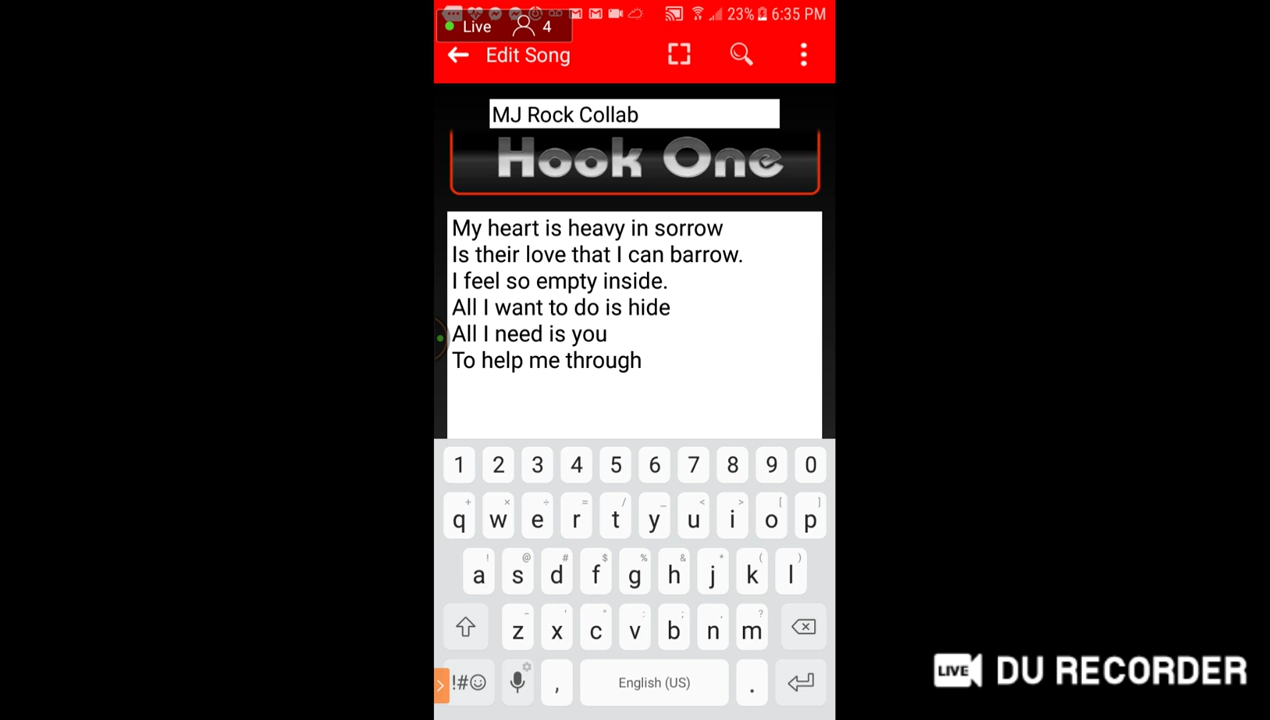 Live 4
23% 6:35 PM
Edit Song
MJ Rock Collab
Hook One
My heart is heavy in sorrow
Is their love that I can barrow.
I feel so empty inside.
All I want to do is hide
All I need is you
To help me through
1 2 3 4 5 6 7 8 9 0
+ × ÷ = / _ < > [ ]
q w e r t y u i o p
! @ # $ % & * ( )
a s d f g h j k l
- ' " : ; , ?
z x c v b n m
!#☺ , English (US) .
LIVE DU RECORDER